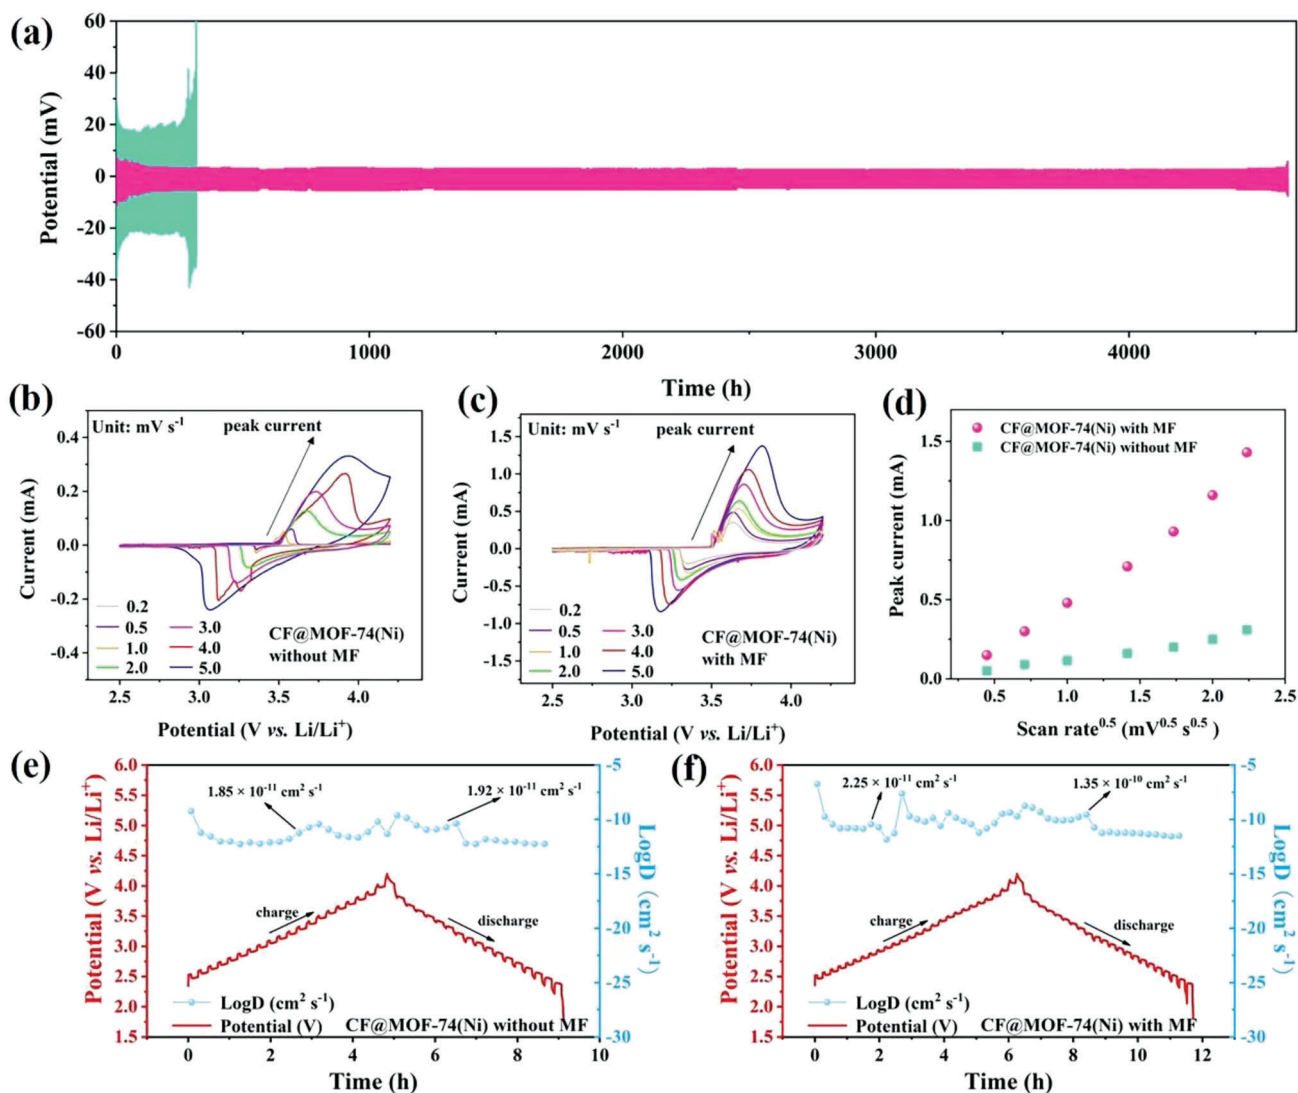 (a)
Potential (mV)
60
40
20
0
-20
-40
-60
0
1000
2000
3000
4000
Time (h)
(b)
Current (mA)
0.4
0.2
0.0
-0.2
-0.4
Unit: mV s⁻¹
peak current
0.2
0.5
1.0
2.0
3.0
4.0
5.0
CF@MOF-74(Ni)
without MF
2.5
3.0
3.5
4.0
Potential (V vs. Li/Li⁺)
(c)
Current (mA)
1.5
1.0
0.5
0.0
-0.5
-1.0
-1.5
Unit: mV s⁻¹
peak current
0.2
0.5
1.0
2.0
3.0
4.0
5.0
CF@MOF-74(Ni)
with MF
2.5
3.0
3.5
4.0
Potential (V vs. Li/Li⁺)
(d)
Peak current (mA)
1.5
1.0
0.5
0.0
CF@MOF-74(Ni) with MF
CF@MOF-74(Ni) without MF
0.5
1.0
1.5
2.0
2.5
Scan rate⁰·⁵ (mV⁰·⁵ s⁰·⁵ )
(e)
Potential (V vs. Li/Li⁺)
6.0
5.5
5.0
4.5
4.0
3.5
3.0
2.5
2.0
1.5
1.85 × 10⁻¹¹ cm² s⁻¹
1.92 × 10⁻¹¹ cm² s⁻¹
charge
discharge
LogD (cm² s⁻¹)
Potential (V)
CF@MOF-74(Ni) without MF
0
2
4
6
8
10
Time (h)
-5
-10
-15
-20
-25
-30
LogD (cm² s⁻¹)
(f)
Potential (V vs. Li/Li⁺)
6.0
5.5
5.0
4.5
4.0
3.5
3.0
2.5
2.0
1.5
2.25 × 10⁻¹¹ cm² s⁻¹
1.35 × 10⁻¹⁰ cm² s⁻¹
charge
discharge
LogD (cm² s⁻¹)
Potential (V)
CF@MOF-74(Ni) with MF
0
2
4
6
8
10
12
Time (h)
-5
-10
-15
-20
-25
-30
LogD (cm² s⁻¹)